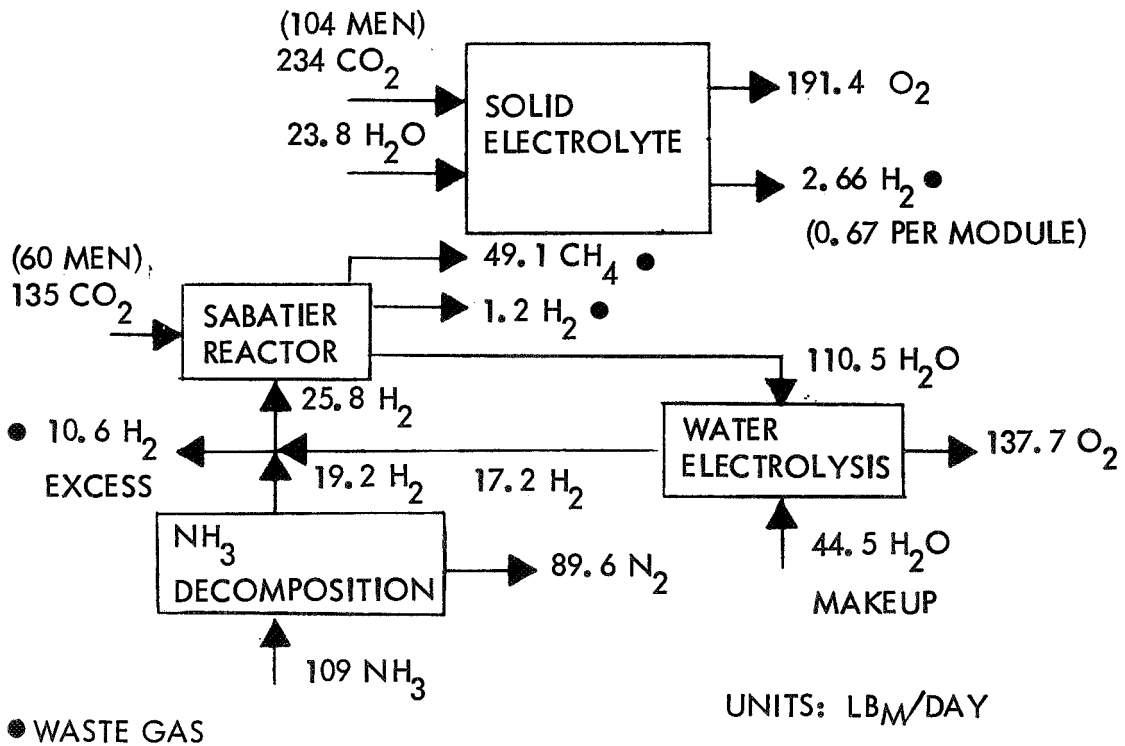 (104 MEN)
234 CO₂
23.8 H₂O
SOLID
ELECTROLYTE
191.4 O₂
2.66 H₂ ●
(0.67 PER MODULE)
(60 MEN)
135 CO₂
SABATIER
REACTOR
49.1 CH₄ ●
1.2 H₂ ●
110.5 H₂O
25.8 H₂
● 10.6 H₂
EXCESS
19.2 H₂
17.2 H₂
WATER
ELECTROLYSIS
137.7 O₂
44.5 H₂O
MAKEUP
NH₃
DECOMPOSITION
89.6 N₂
109 NH₃
UNITS: LB_M/DAY
● WASTE GAS